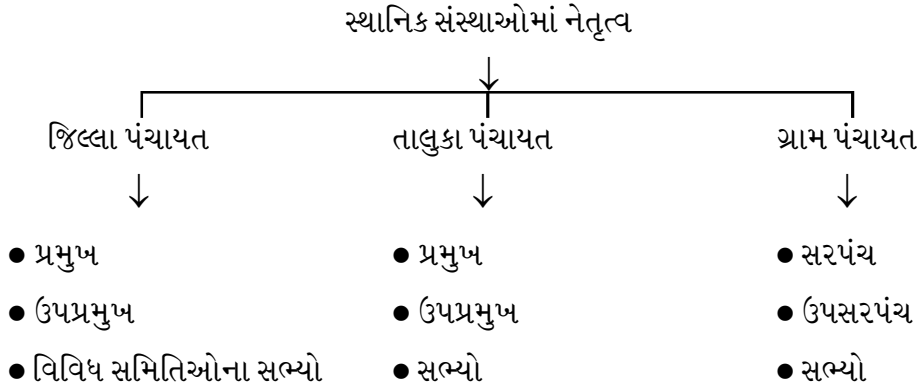 સ્થાનિક સંસ્થાઓમાં નેતૃત્વ
જિલ્લા પંચાયત તાલુકા પંચાયત ગ્રામ પંચાયત
● પ્રમુખ ● પ્રમુખ ● સરપંચ
● ઉપપ્રમુખ ● ઉપપ્રમુખ ● ઉપસરપંચ
● વિવિધ સમિતિઓના સભ્યો ● સભ્યો ● સભ્યો